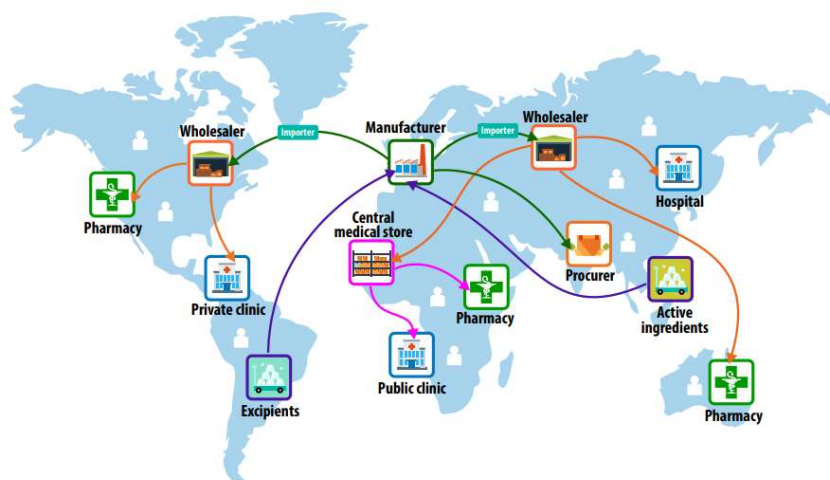 Wholesaler
Importer
Manufacturer
Importer
Wholesaler
Pharmacy
Hospital
Central
medical store
Procurer
Private clinic
Pharmacy
Active
ingredients
Public clinic
Excipients
Pharmacy